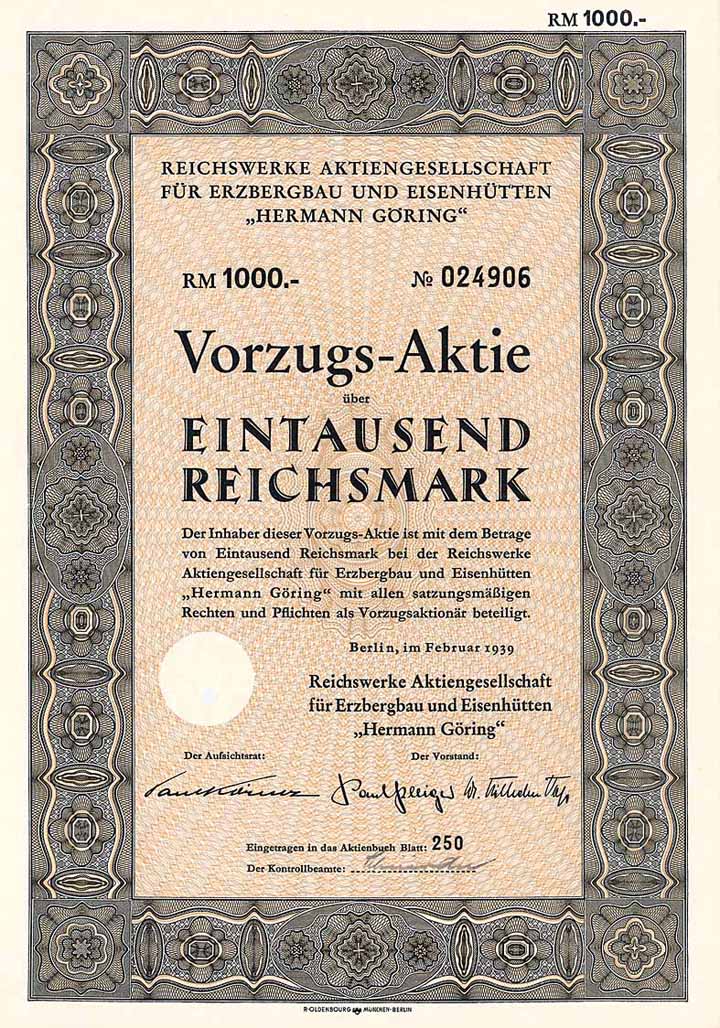 RM 1000.-
REICHSWERKE AKTIENGESELLSCHAFT
FÜR ERZBERGBAU UND EISENHÜTTEN
„HERMANN GÖRING“
RM 1000.- № 024906
Vorzugs-Aktie
über
EINTAUSEND
REICHSMARK
Der Inhaber dieser Vorzugs-Aktie ist mit dem Betrage
von Eintausend Reichsmark bei der Reichswerke
Aktiengesellschaft für Erzbergbau und Eisenhütten
„Hermann Göring“ mit allen satzungsmäßigen
Rechten und Pflichten als Vorzugsaktionär beteiligt.
Berlin, im Februar 1939
Reichswerke Aktiengesellschaft
für Erzbergbau und Eisenhütten
„Hermann Göring“
Der Aufsichtsrat: Der Vorstand:
Eingetragen in das Aktienbuch Blatt: 250
Der Kontrollbeamte:
R·OLDENBOURG MÜNCHEN-BERLIN